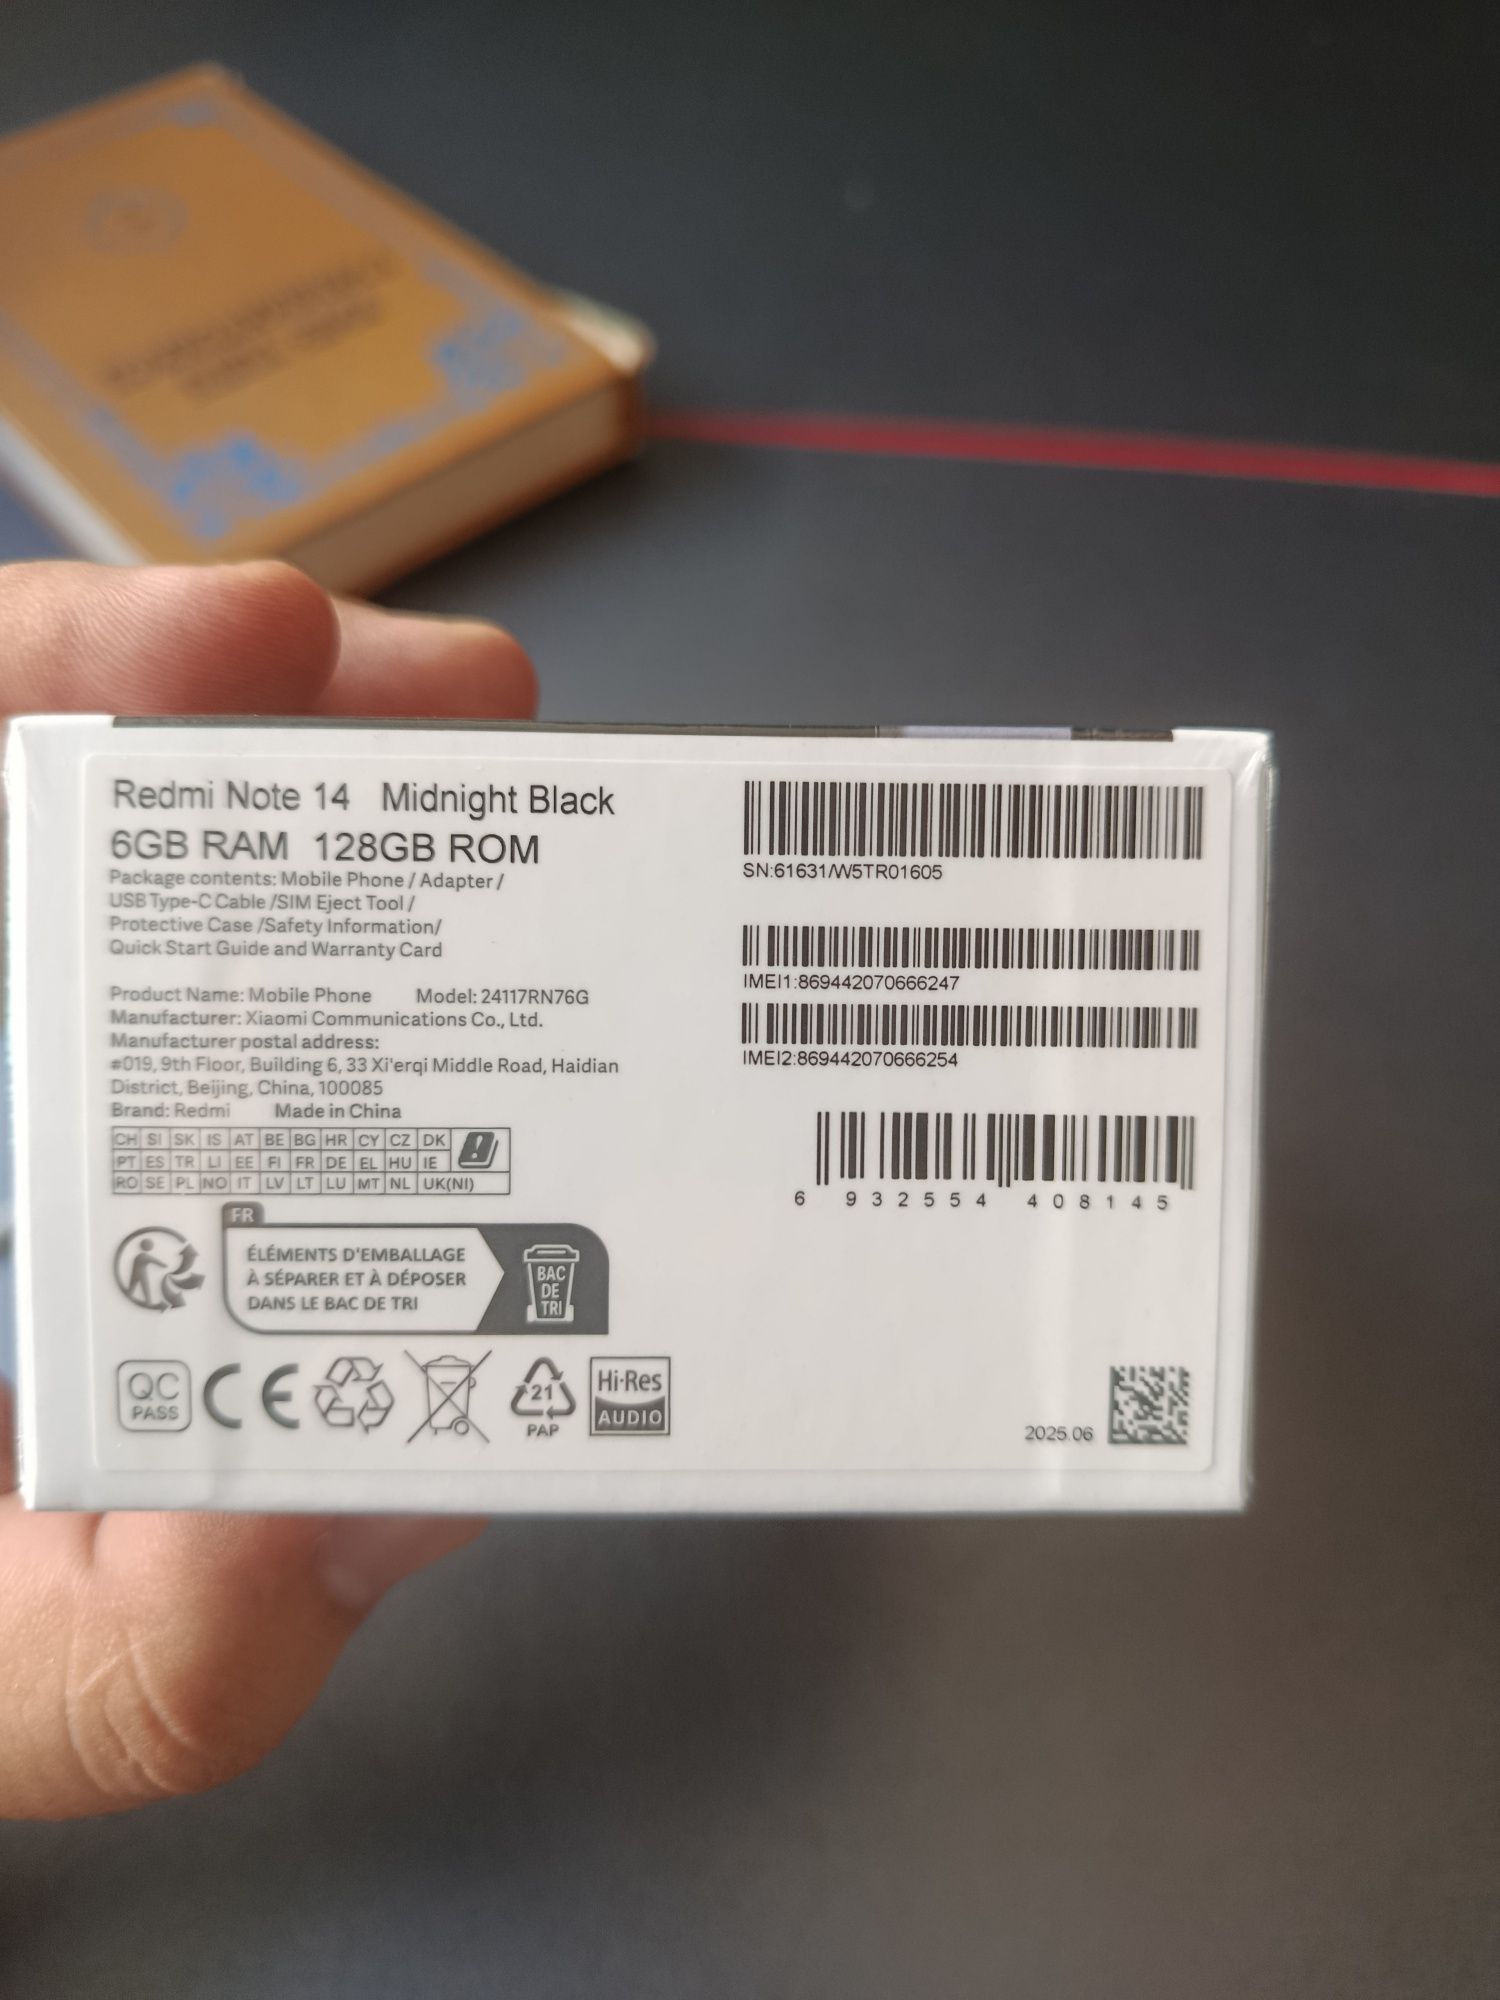 Redmi Note 14 Midnight Black
6GB RAM 128GB ROM
Package contents: Mobile Phone / Adapter /
USB Type-C Cable /SIM Eject Tool /
Protective Case /Safety Information/
Quick Start Guide and Warranty Card
Product Name: Mobile Phone Model: 24117RN76G
Manufacturer: Xiaomi Communications Co., Ltd.
Manufacturer postal address:
#019, 9th Floor, Building 6, 33 Xi'erqi Middle Road, Haidian
District, Beijing, China, 100085
Brand: Redmi Made in China
CH SI SK IS AT BE BG HR CY CZ DK
PT ES TR LI EE FI FR DE EL HU IE
RO SE PL NO IT LV LT LU MT NL UK(NI)
FR
ÉLÉMENTS D'EMBALLAGE
À SÉPARER ET À DÉPOSER
DANS LE BAC DE TRI
BAC
DE
TRI
QC
PASS
CE
21
PAP
Hi-Res
AUDIO
SN:61631/W5TR01605
IMEI1:869442070666247
IMEI2:869442070666254
6 932554 408145
2025.06